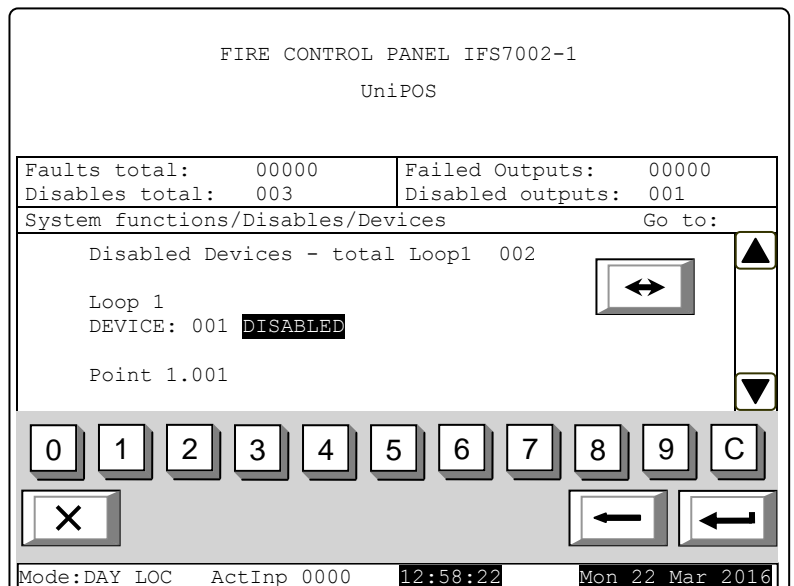 FIRE CONTROL PANEL IFS7002-1
UniPOS
Faults total: 00000 Failed Outputs: 00000
Disables total: 003 Disabled outputs: 001
System functions/Disables/Devices Go to:
Disabled Devices - total Loop1 002
Loop 1
DEVICE: 001 DISABLED
Point 1.001
0 1 2 3 4 5 6 7 8 9 C
Mode:DAY LOC ActInp 0000 12:58:22 Mon 22 Mar 2016